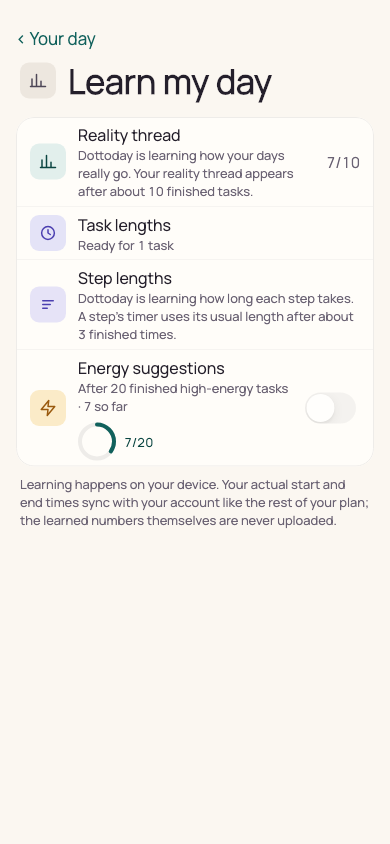 ‹ Your day
Learn my day
Reality thread
Dottoday is learning how your days
really go. Your reality thread appears
after about 10 finished tasks.
7/10
Task lengths
Ready for 1 task
Step lengths
Dottoday is learning how long each step takes.
A step's timer uses its usual length after about
3 finished times.
Energy suggestions
After 20 finished high-energy tasks
· 7 so far
7/20
Learning happens on your device. Your actual start and
end times sync with your account like the rest of your plan;
the learned numbers themselves are never uploaded.